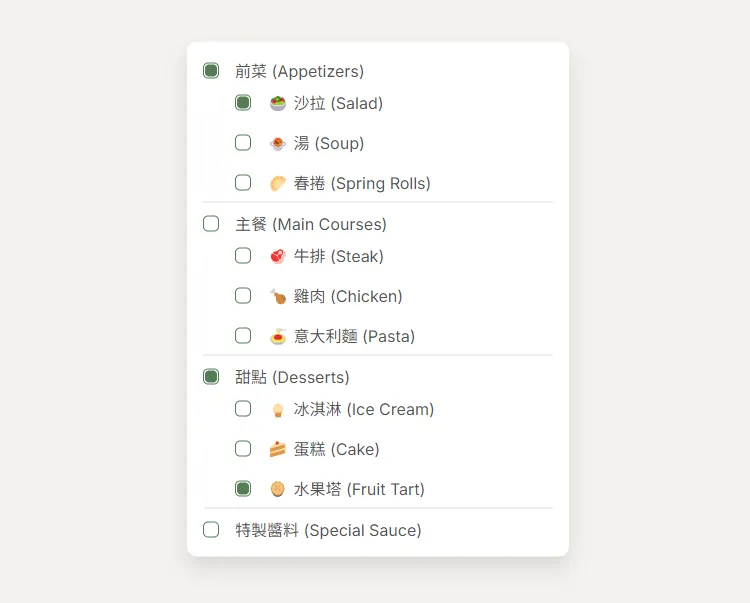 前菜 (Appetizers)
沙拉 (Salad)
湯 (Soup)
春捲 (Spring Rolls)
主餐 (Main Courses)
牛排 (Steak)
雞肉 (Chicken)
意大利麵 (Pasta)
甜點 (Desserts)
冰淇淋 (Ice Cream)
蛋糕 (Cake)
水果塔 (Fruit Tart)
特製醬料 (Special Sauce)